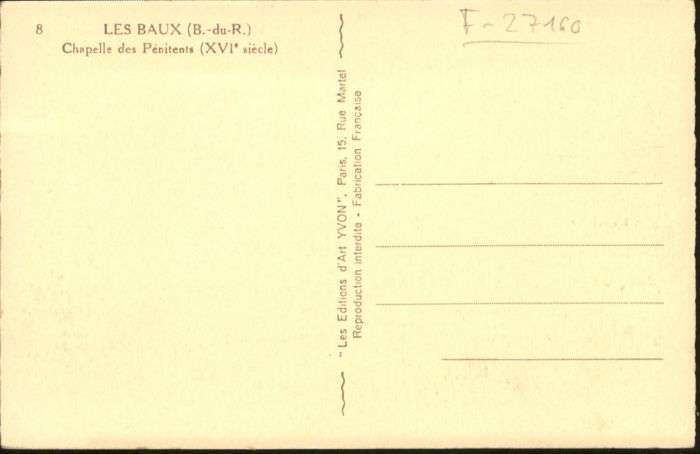 8
LES BAUX (B.-du-R.)
Chapelle des Pénitents (XVIᵉ siècle)
F-27160
"Les Editions d'Art YVON", Paris, 15, Rue Martel
Reproduction interdite - Fabrication Française